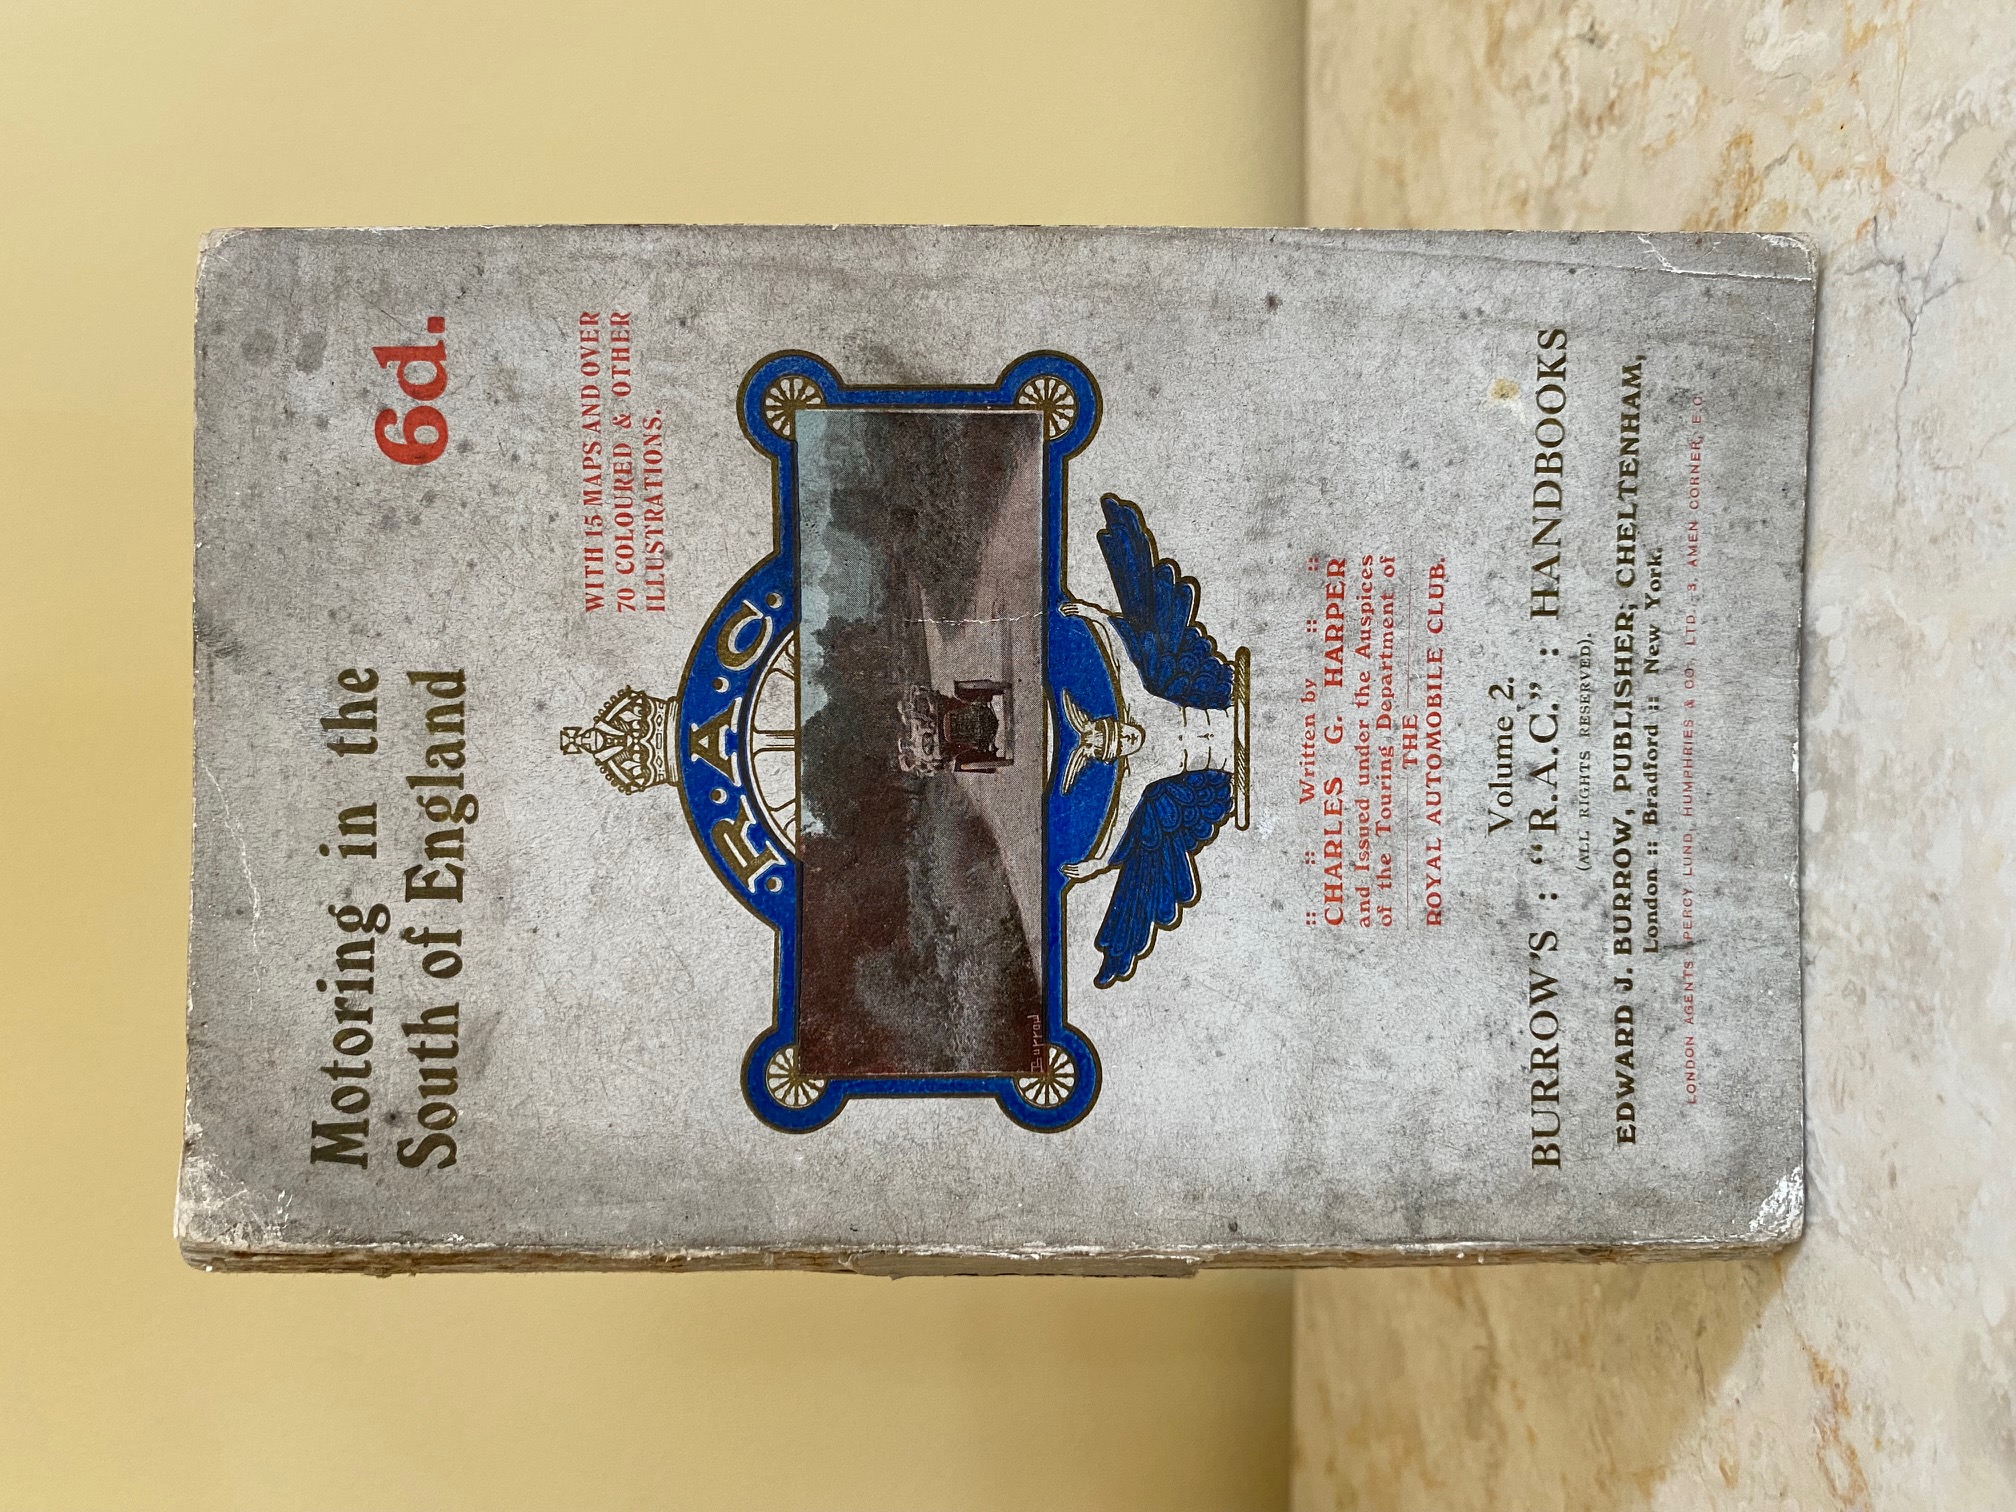 Motoring in the
South of England
6d.
WITH 15 MAPS AND OVER
70 COLOURED & OTHER
ILLUSTRATIONS.
·R·A·C·
Burrow
:: :: Written by :: ::
CHARLES G. HARPER
and Issued under the Auspices
of the Touring Department of
THE
ROYAL AUTOMOBILE CLUB.
Volume 2.
BURROW'S : "R.A.C." : HANDBOOKS
(ALL RIGHTS RESERVED).
EDWARD J. BURROW, PUBLISHER; CHELTENHAM,
London :: Bradford :: New York.
LONDON AGENTS PERCY LUND, HUMPHRIES & CO, LTD, 3, AMEN CORNER, E.C.